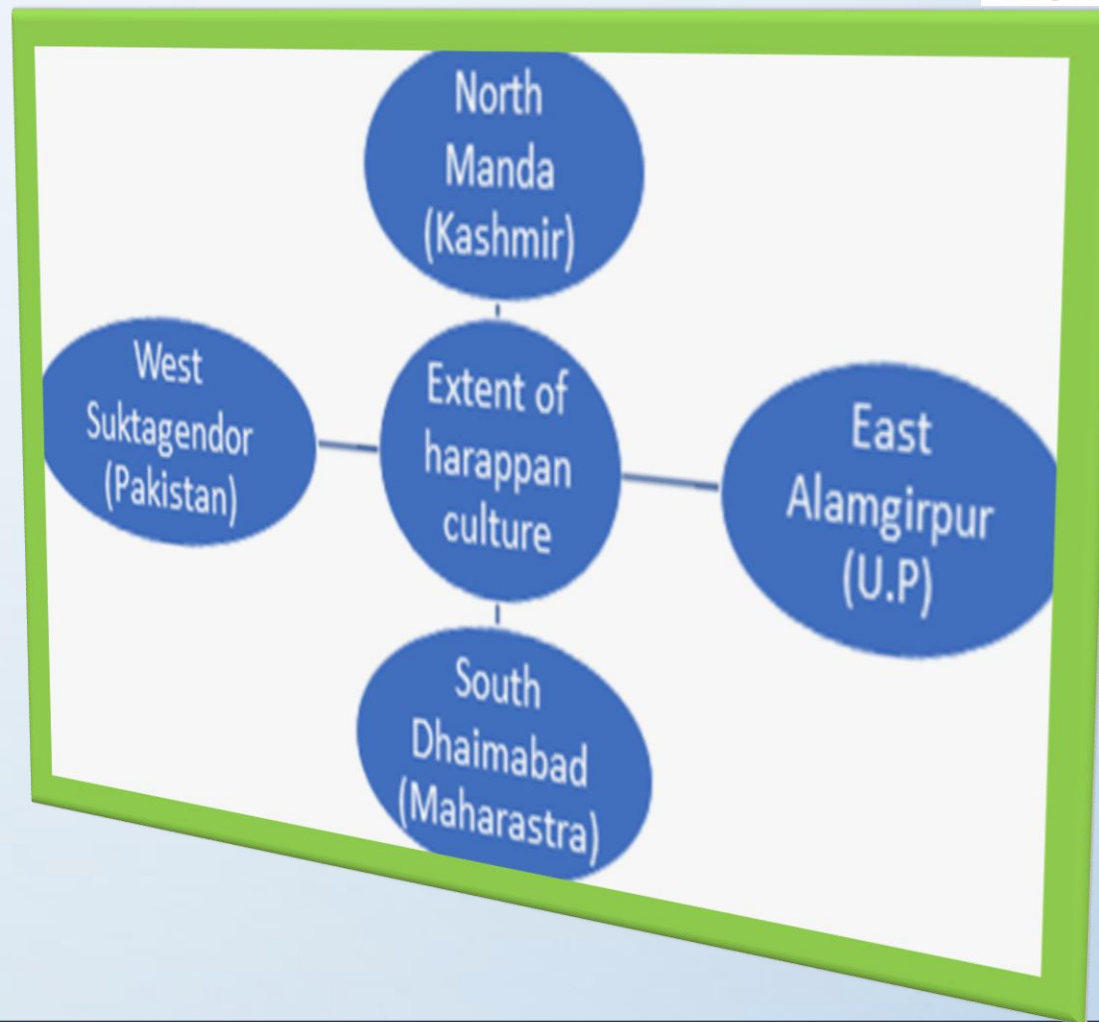 North
Manda
(Kashmir)
West
Suktagendor
(Pakistan)
Extent of
harappan
culture
East
Alamgirpur
(U.P)
South
Dhaimabad
(Maharastra)